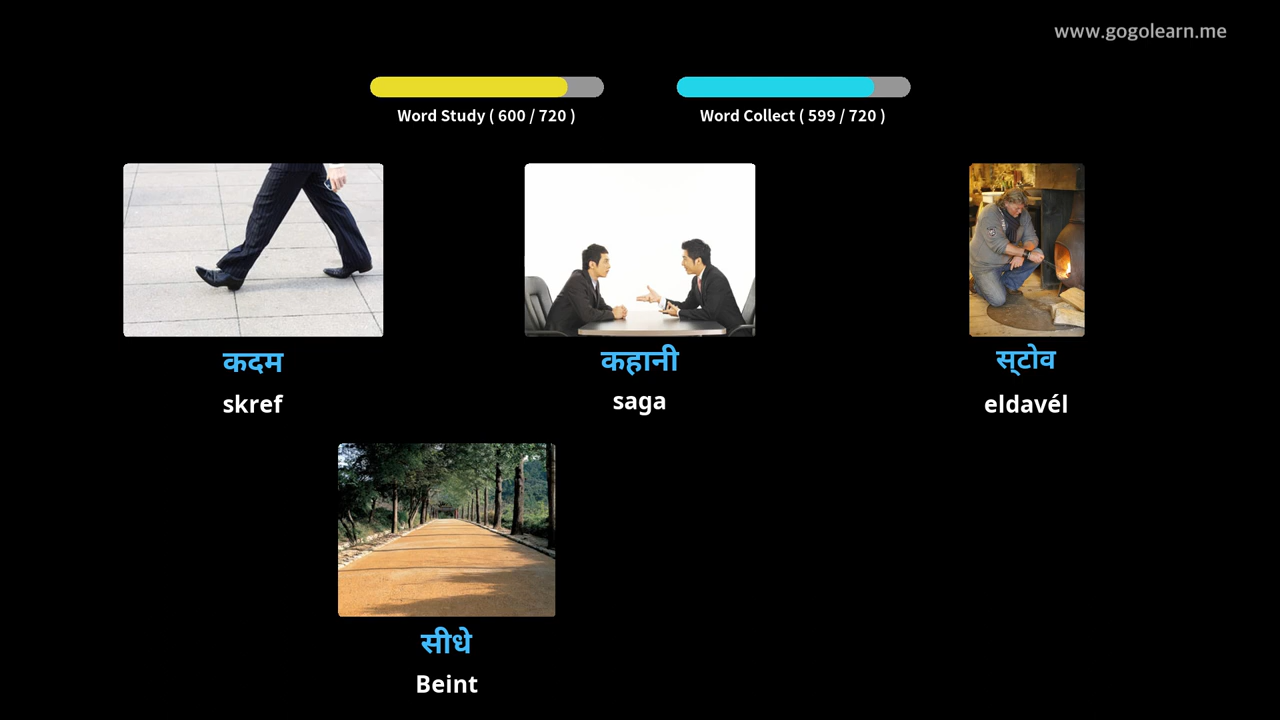 www.gogolearn.me
Word Study ( 600 / 720 )
Word Collect ( 599 / 720 )
कदम
skref
कहानी
saga
स्टोव
eldavél
सीधे
Beint